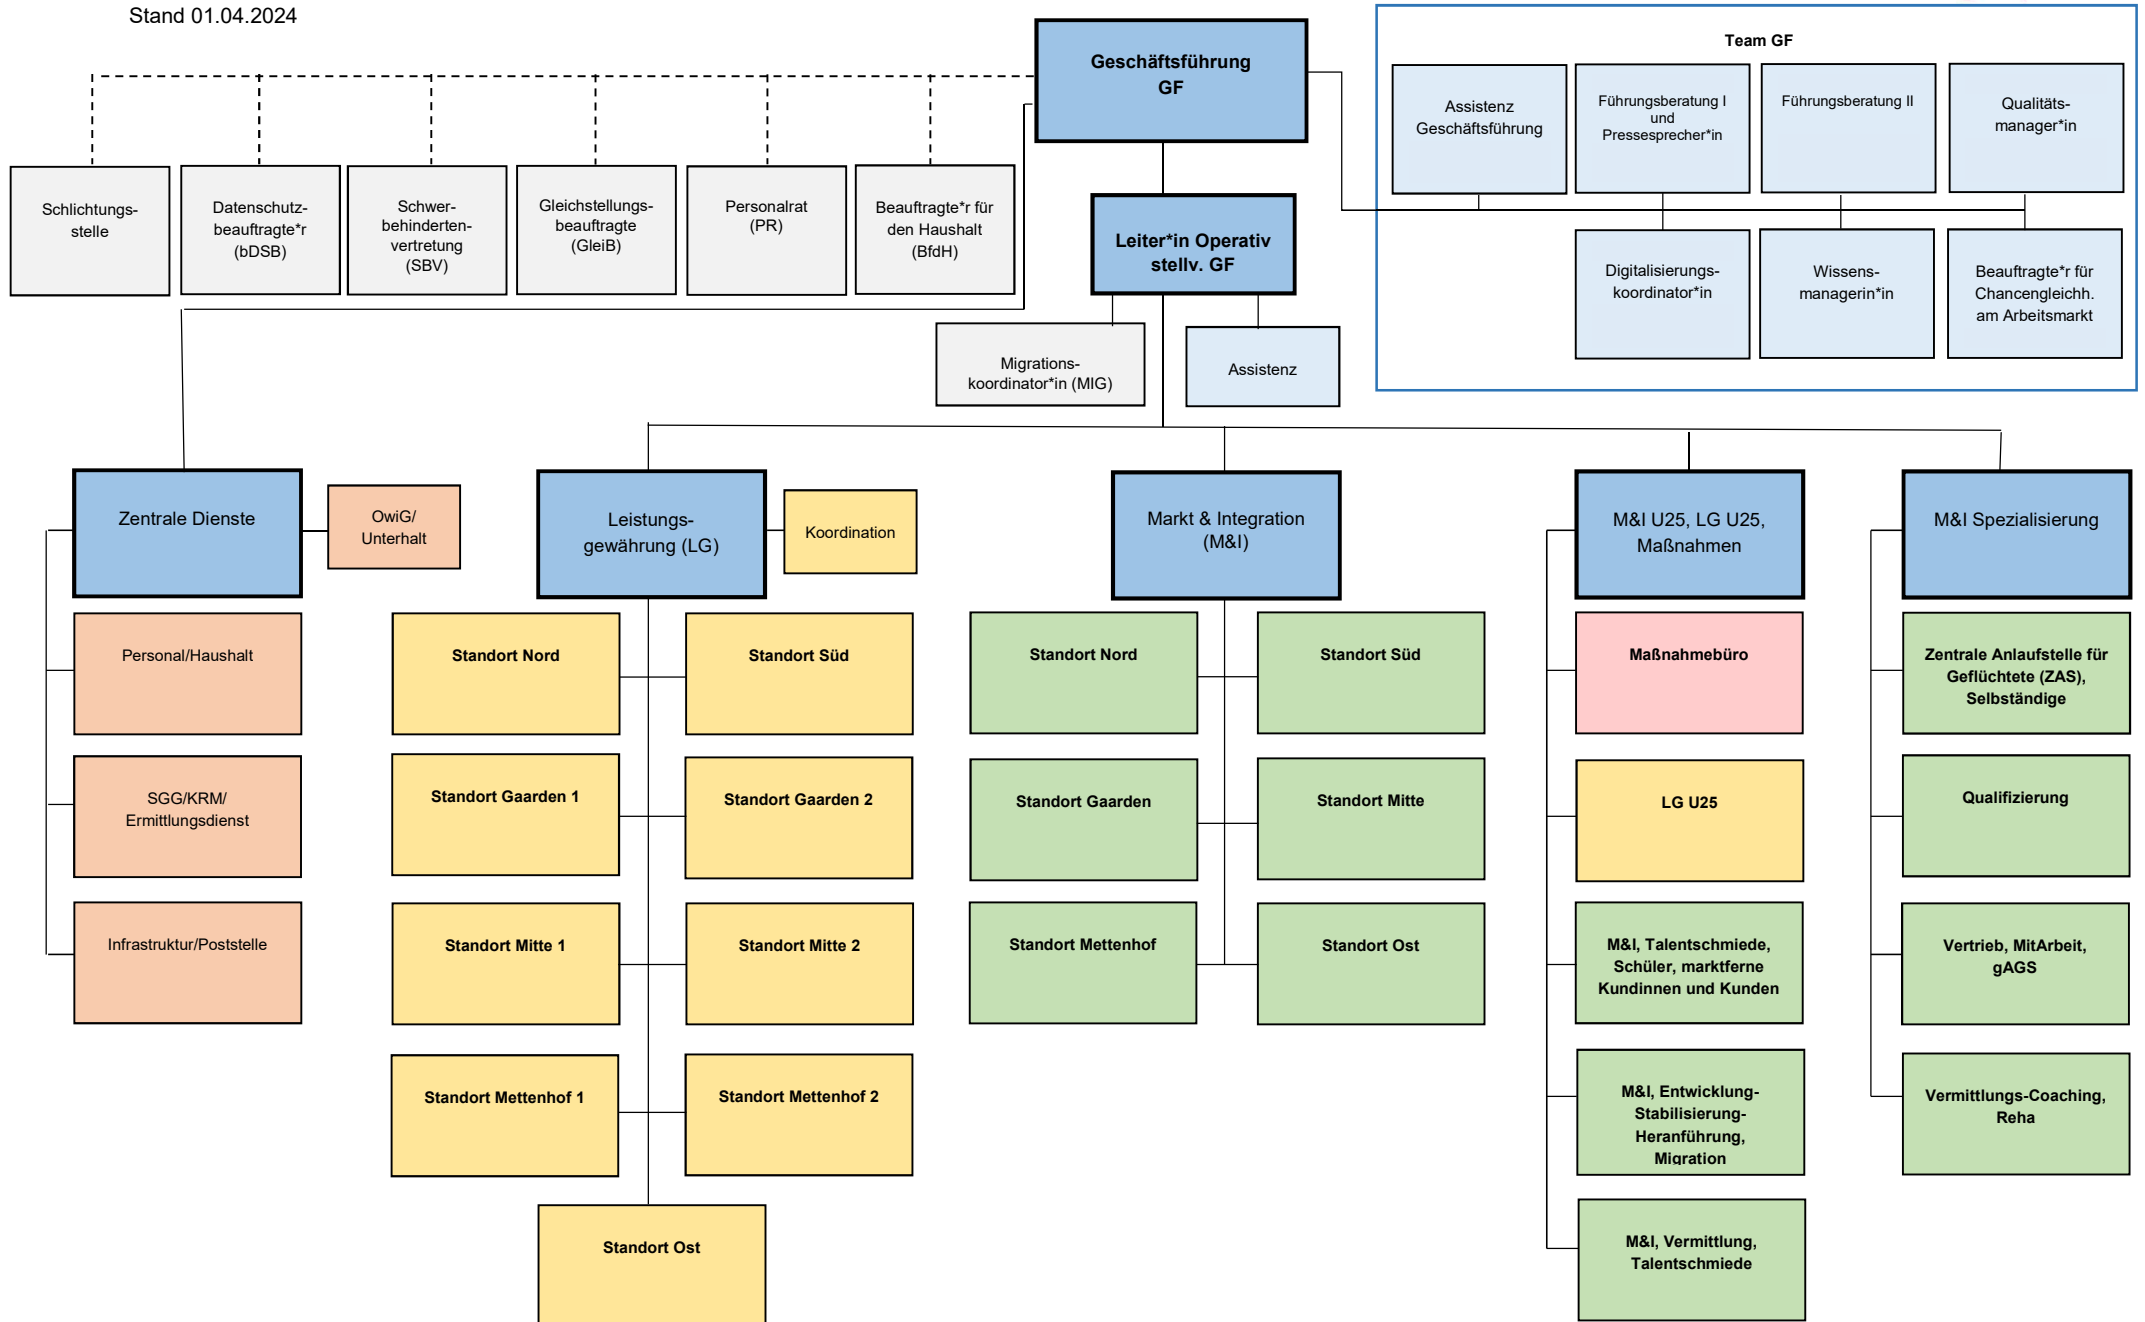 Stand 01.04.2024
Geschäftsführung
GF
Team GF
Assistenz
Geschäftsführung
Führungsberatung I
und
Pressesprecher*in
Führungsberatung II
Qualitäts-
manager*in
Schlichtungs-
stelle
Datenschutz-
beauftragte*r
(bDSB)
Schwer-
behinderten-
vertretung
(SBV)
Gleichstellungs-
beauftragte
(GleiB)
Personalrat
(PR)
Beauftragte*r für
den Haushalt
(BfdH)
Leiter*in Operativ
stellv. GF
Digitalisierungs-
koordinator*in
Wissens-
managerin*in
Beauftragte*r für
Chancengleichh.
am Arbeitsmarkt
Migrations-
koordinator*in (MIG)
Assistenz
Zentrale Dienste
OwiG/
Unterhalt
Leistungs-
gewährung (LG)
Koordination
Markt & Integration
(M&I)
M&I U25, LG U25,
Maßnahmen
M&I Spezialisierung
Personal/Haushalt
Standort Nord
Standort Süd
Standort Nord
Standort Süd
Maßnahmebüro
Zentrale Anlaufstelle für
Geflüchtete (ZAS),
Selbständige
SGG/KRM/
Ermittlungsdienst
Standort Gaarden 1
Standort Gaarden 2
Standort Gaarden
Standort Mitte
LG U25
Qualifizierung
Infrastruktur/Poststelle
Standort Mitte 1
Standort Mitte 2
Standort Mettenhof
Standort Ost
M&I, Talentschmiede,
Schüler, marktferne
Kundinnen und Kunden
Vertrieb, MitArbeit,
gAGS
Standort Mettenhof 1
Standort Mettenhof 2
M&I, Entwicklung-
Stabilisierung-
Heranführung,
Migration
Vermittlungs-Coaching,
Reha
Standort Ost
M&I, Vermittlung,
Talentschmiede